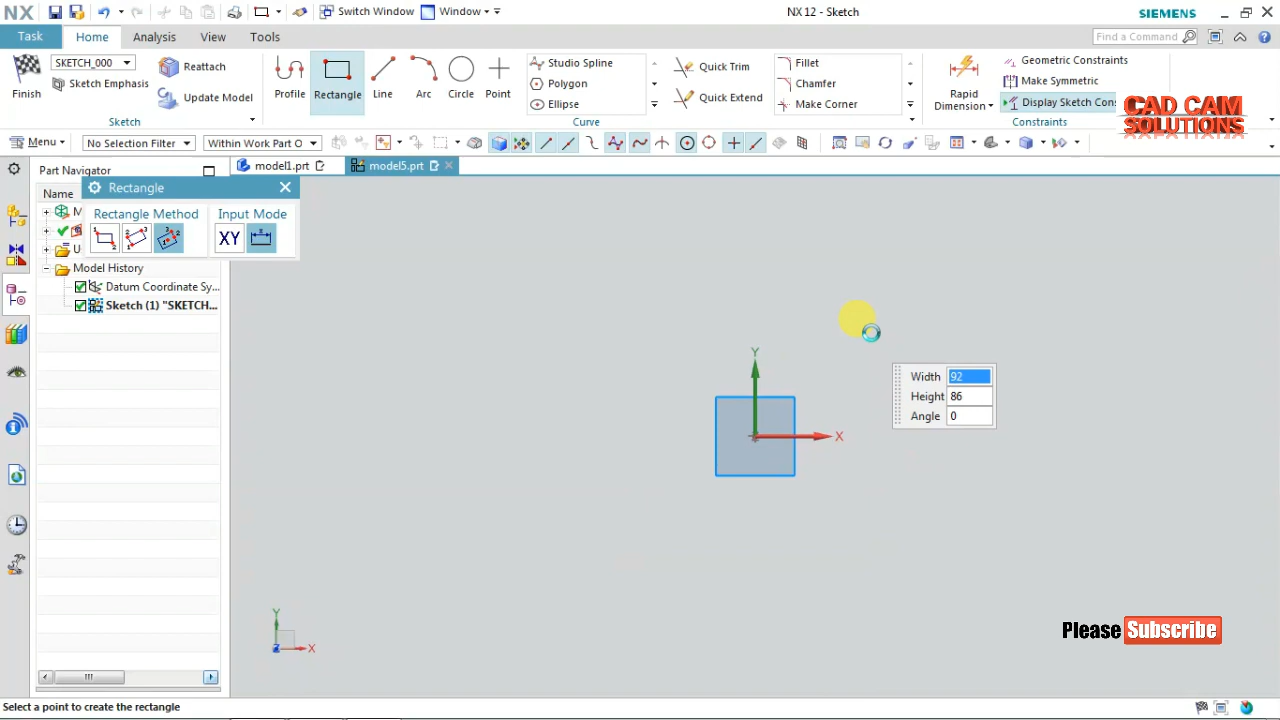 NX
Switch Window
Window
NX 12 - Sketch
SIEMENS
Task
Home
Analysis
View
Tools
Find a Command
Finish
SKETCH_000
Sketch Emphasis
Reattach
Update Model
Sketch
Profile
Rectangle
Line
Arc
Circle
Point
Studio Spline
Polygon
Ellipse
Quick Trim
Quick Extend
Fillet
Chamfer
Make Corner
Curve
Rapid
Dimension
Geometric Constraints
Make Symmetric
Display Sketch Cons
Constraints
CAD CAM
SOLUTIONS
Menu
No Selection Filter
Within Work Part O
Part Navigator
model1.prt
model5.prt
Name
Rectangle
Rectangle Method
Input Mode
XY
M
U
Model History
Datum Coordinate Sy...
Sketch (1) "SKETCH...
Y
X
Width 92
Height 86
Angle 0
Y
X
Please Subscribe
Select a point to create the rectangle